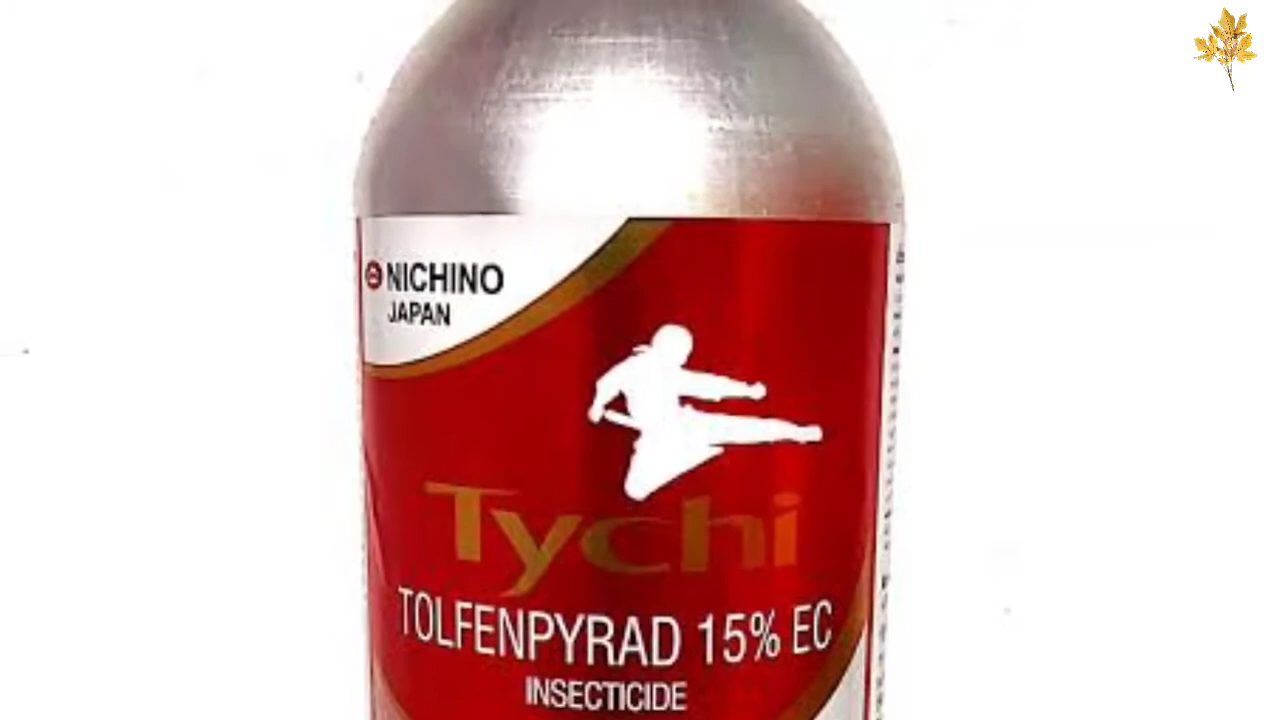 NICHINO
JAPAN
Tychi
TOLFENPYRAD 15% EC
INSECTICIDE